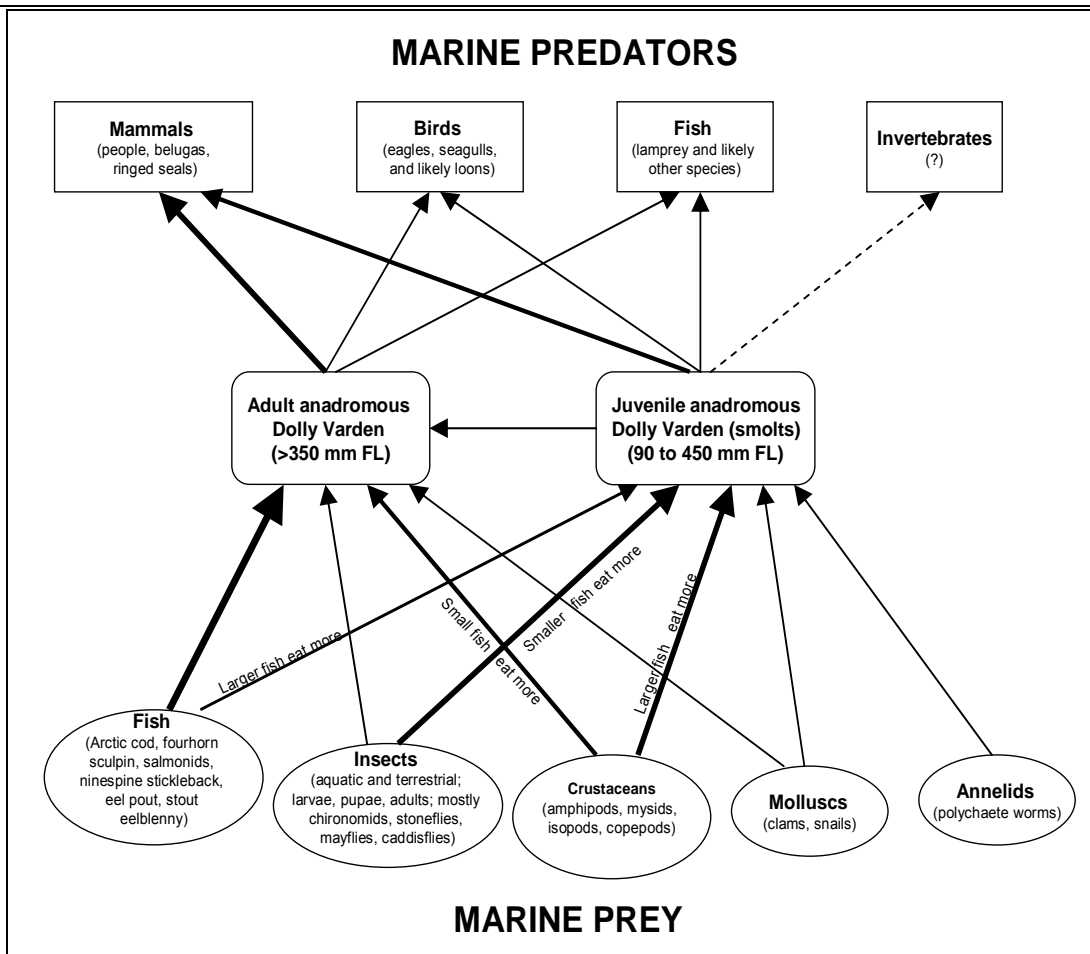 MARINE PREDATORS
Mammals
(people, belugas,
ringed seals)
Birds
(eagles, seagulls,
and likely loons)
Fish
(lamprey and likely
other species)
Invertebrates
(?)
Adult anadromous
Dolly Varden
(>350 mm FL)
Juvenile anadromous
Dolly Varden (smolts)
(90 to 450 mm FL)
Larger fish eat more
Small fish eat more
Smaller fish eat more
Larger fish eat more
Fish
(Arctic cod, fourhorn
sculpin, salmonids,
ninespine stickleback,
eel pout, stout
eelblenny)
Insects
(aquatic and terrestrial;
larvae, pupae, adults; mostly
chironomids, stoneflies,
mayflies, caddisflies)
Crustaceans
(amphipods, mysids,
isopods, copepods)
Molluscs
(clams, snails)
Annelids
(polychaete worms)
MARINE PREY